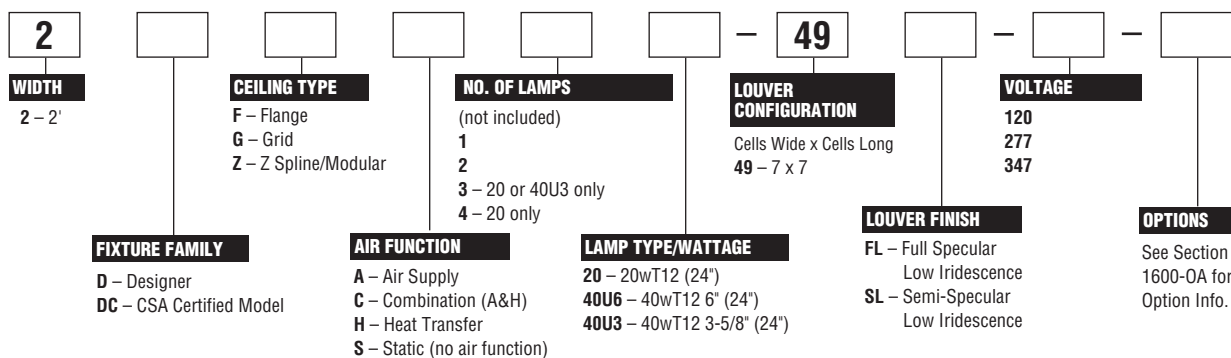 2 – 49 – –
WIDTH
2 – 2'
CEILING TYPE
F – Flange
G – Grid
Z – Z Spline/Modular
NO. OF LAMPS
(not included)
1
2
3 – 20 or 40U3 only
4 – 20 only
LOUVER
CONFIGURATION
Cells Wide x Cells Long
49 – 7 x 7
VOLTAGE
120
277
347
FIXTURE FAMILY
D – Designer
DC – CSA Certified Model
AIR FUNCTION
A – Air Supply
C – Combination (A&H)
H – Heat Transfer
S – Static (no air function)
LAMP TYPE/WATTAGE
20 – 20wT12 (24")
40U6 – 40wT12 6" (24")
40U3 – 40wT12 3-5/8" (24")
LOUVER FINISH
FL – Full Specular
Low Iridescence
SL – Semi-Specular
Low Iridescence
OPTIONS
See Section
1600-OA for
Option Info.